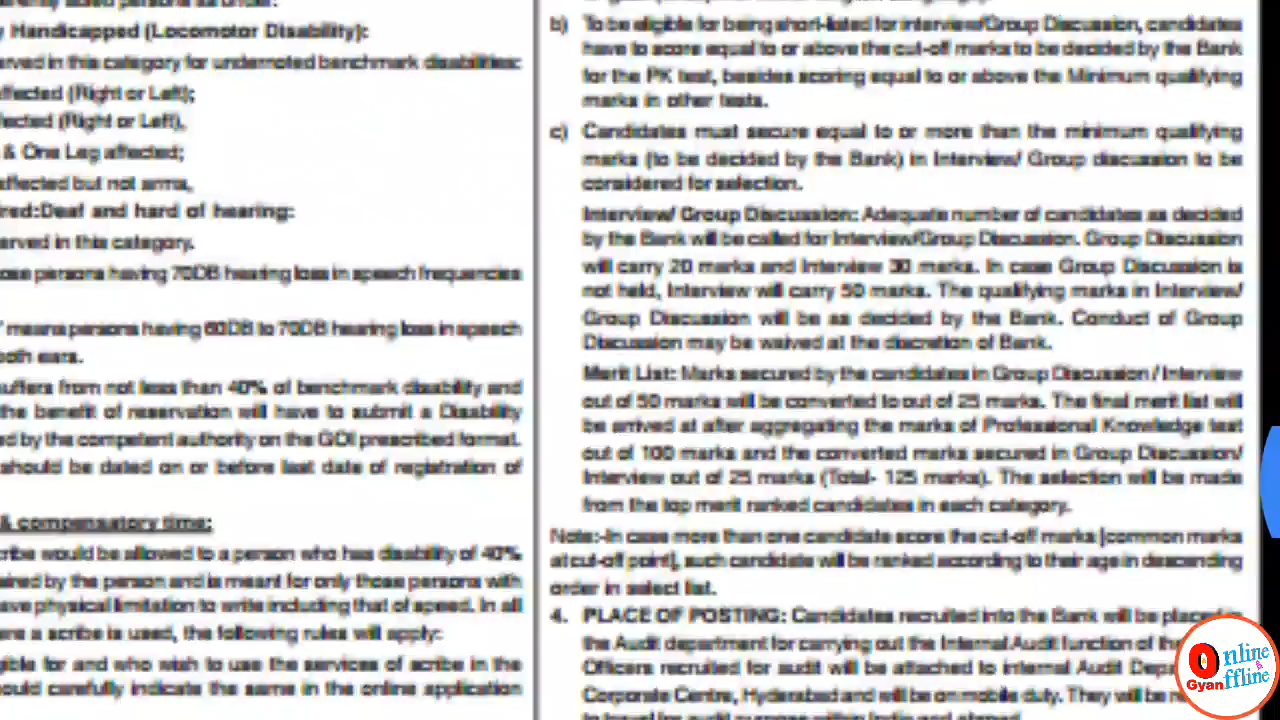 y Handicapped (Locomotor Disability):
erved in this category for undernoted benchmark disabilities:
affected (Right or Left);
fected (Right or Left),
& One Leg affected;
affected but not arms,
ired:Deaf and hard of hearing:
erved in this category.
ose persons having 70DB hearing loss in speech frequencies
" means persons having 60DB to 70DB hearing loss in speech
both ears.
suffers from not less than 40% of benchmark disability and
the benefit of reservation will have to submit a Disability
ed by the competent authority on the GOI prescribed format.
should be dated on or before last date of registration of
& compensatory time:
cribe would be allowed to a person who has disability of 40%
ired by the person and is meant for only those persons with
ave physical limitation to write including that of speed. In all
ere a scribe is used, the following rules will apply:
gible for and who wish to use the services of scribe in the
ould carefully indicate the same in the online application
b) To be eligible for being short-listed for interview/Group Discussion, candidates
have to score equal to or above the cut-off marks to be decided by the Bank
for the PK test, besides scoring equal to or above the Minimum qualifying
marks in other tests.
c) Candidates must secure equal to or more than the minimum qualifying
marks (to be decided by the Bank) in Interview/ Group discussion to be
considered for selection.
Interview/ Group Discussion: Adequate number of candidates as decided
by the Bank will be called for Interview/Group Discussion. Group Discussion
will carry 20 marks and Interview 30 marks. In case Group Discussion is
not held, Interview will carry 50 marks. The qualifying marks in Interview/
Group Discussion will be as decided by the Bank. Conduct of Group
Discussion may be waived at the discretion of Bank.
Merit List: Marks secured by the candidates in Group Discussion / Interview
out of 50 marks will be converted to out of 25 marks. The final merit list will
be arrived at after aggregating the marks of Professional Knowledge test
out of 100 marks and the converted marks secured in Group Discussion/
Interview out of 25 marks (Total- 125 marks). The selection will be made
from the top merit ranked candidates in each category.
Note:-In case more than one candidate score the cut-off marks [common marks
at cut-off point], such candidate will be ranked according to their age in descending
order in select list.
4. PLACE OF POSTING: Candidates recruited into the Bank will be placed in
the Audit department for carrying out the Internal Audit function of the
Officers recruited for audit will be attached to internal Audit Depa
Corporate Centre, Hyderabad and will be on mobile duty. They will be re
to travel for audit purpose within India and abroad.
Online & Offline
Gyan